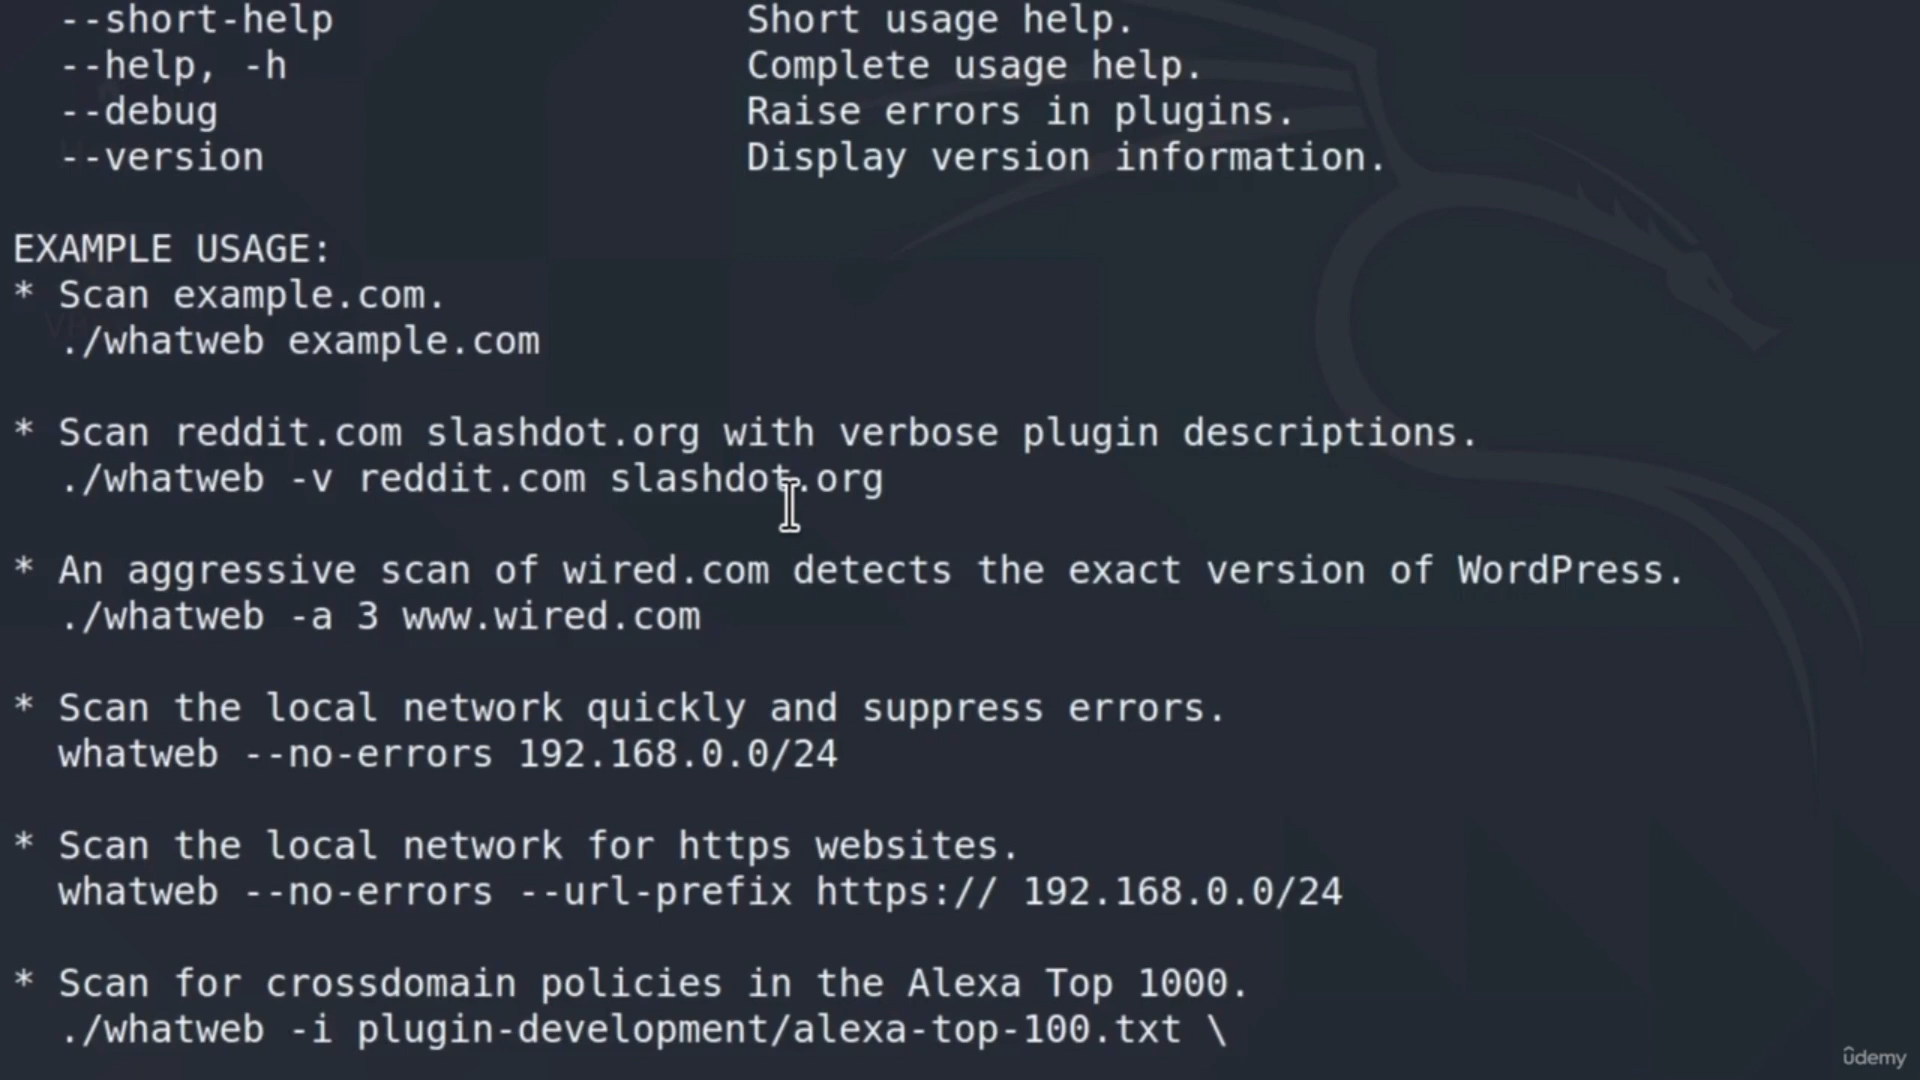 --short-help Short usage help.
--help, -h Complete usage help.
--debug Raise errors in plugins.
--version Display version information.
EXAMPLE USAGE:
* Scan example.com.
./whatweb example.com
* Scan reddit.com slashdot.org with verbose plugin descriptions.
./whatweb -v reddit.com slashdot.org
* An aggressive scan of wired.com detects the exact version of WordPress.
./whatweb -a 3 www.wired.com
* Scan the local network quickly and suppress errors.
whatweb --no-errors 192.168.0.0/24
* Scan the local network for https websites.
whatweb --no-errors --url-prefix https:// 192.168.0.0/24
* Scan for crossdomain policies in the Alexa Top 1000.
./whatweb -i plugin-development/alexa-top-100.txt \
ûdemy